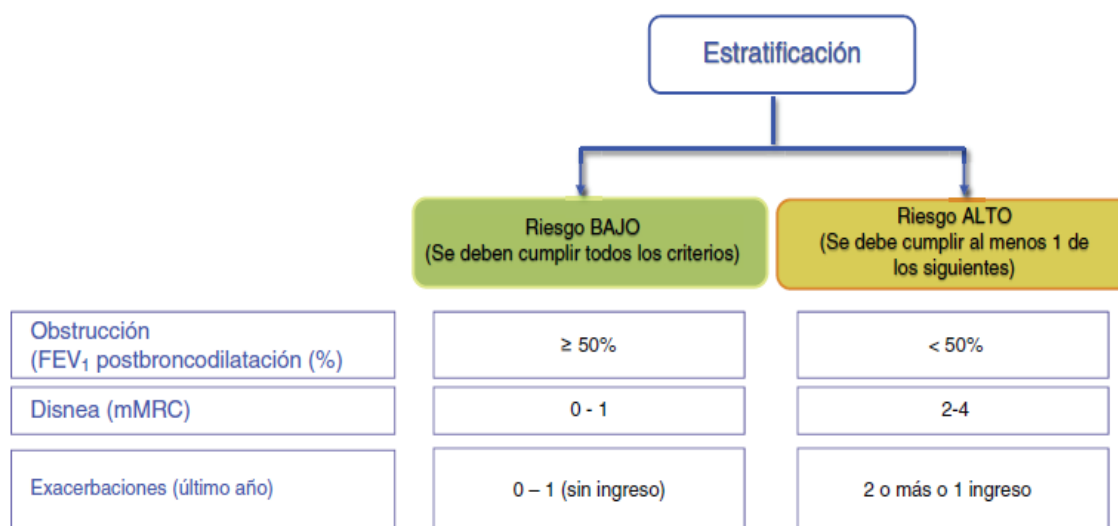 Estratificación
Riesgo BAJO
(Se deben cumplir todos los criterios)
Riesgo ALTO
(Se debe cumplir al menos 1 de
los siguientes)
Obstrucción
(FEV₁ postbroncodilatación (%)
≥ 50%
< 50%
Disnea (mMRC)
0 - 1
2-4
Exacerbaciones (último año)
0 – 1 (sin ingreso)
2 o más o 1 ingreso